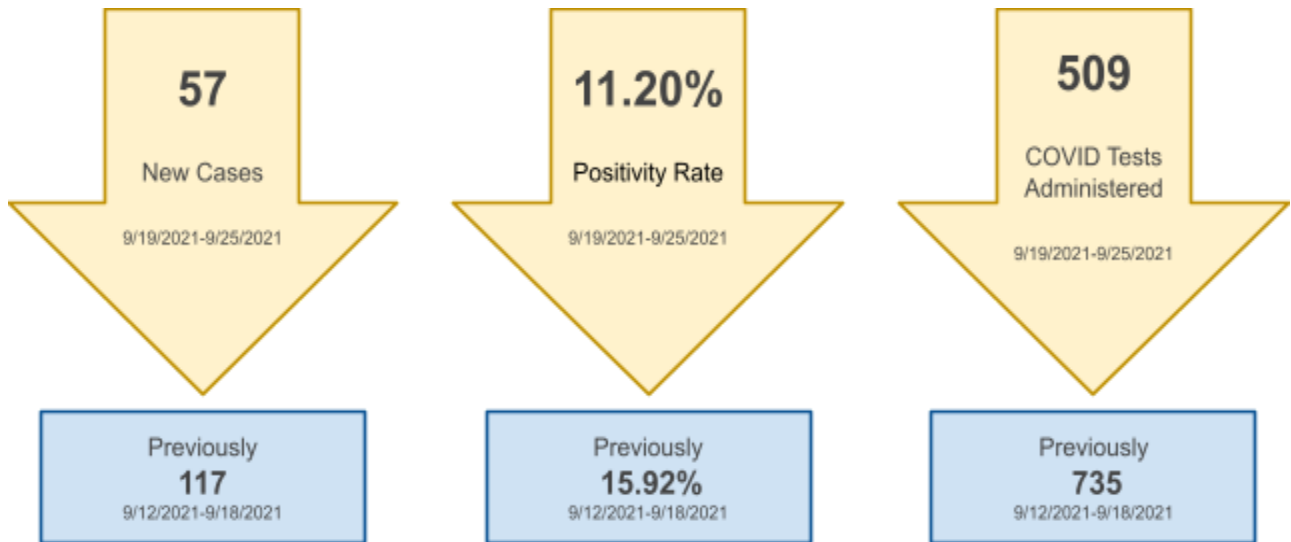 57
New Cases
9/19/2021-9/25/2021
Previously
117
9/12/2021-9/18/2021
11.20%
Positivity Rate
9/19/2021-9/25/2021
Previously
15.92%
9/12/2021-9/18/2021
509
COVID Tests
Administered
9/19/2021-9/25/2021
Previously
735
9/12/2021-9/18/2021